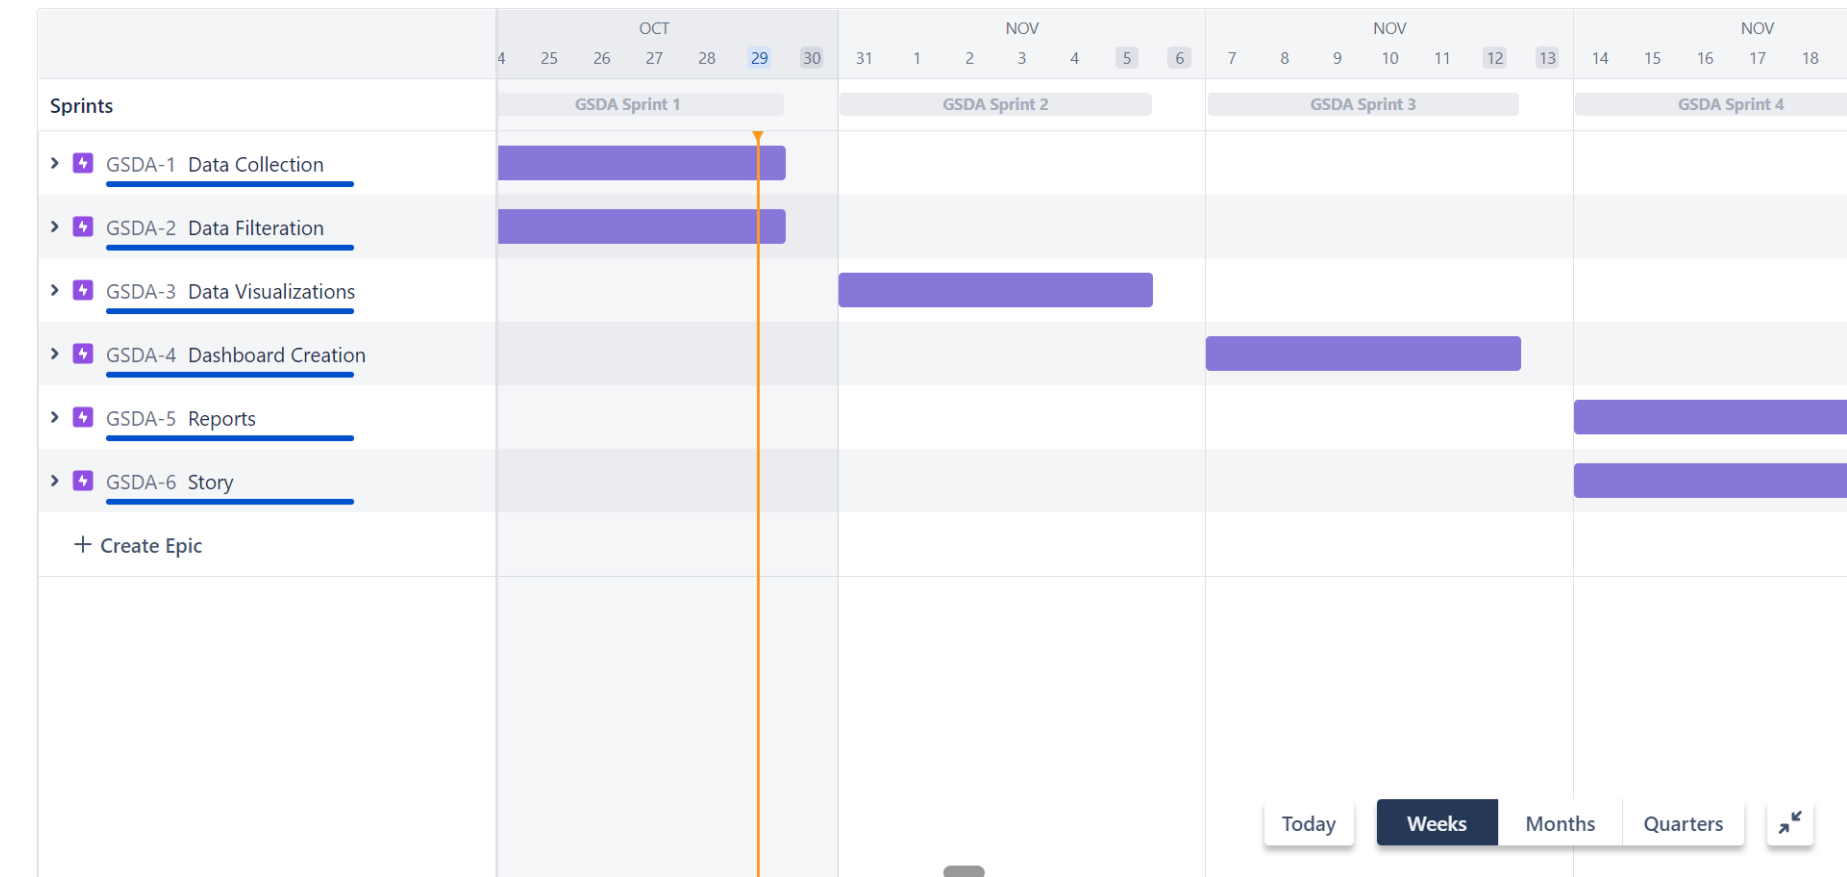 OCT NOV NOV NOV
4 25 26 27 28 29 30 31 1 2 3 4 5 6 7 8 9 10 11 12 13 14 15 16 17 18
Sprints GSDA Sprint 1 GSDA Sprint 2 GSDA Sprint 3 GSDA Sprint 4
GSDA-1 Data Collection
GSDA-2 Data Filteration
GSDA-3 Data Visualizations
GSDA-4 Dashboard Creation
GSDA-5 Reports
GSDA-6 Story
+ Create Epic
Today Weeks Months Quarters